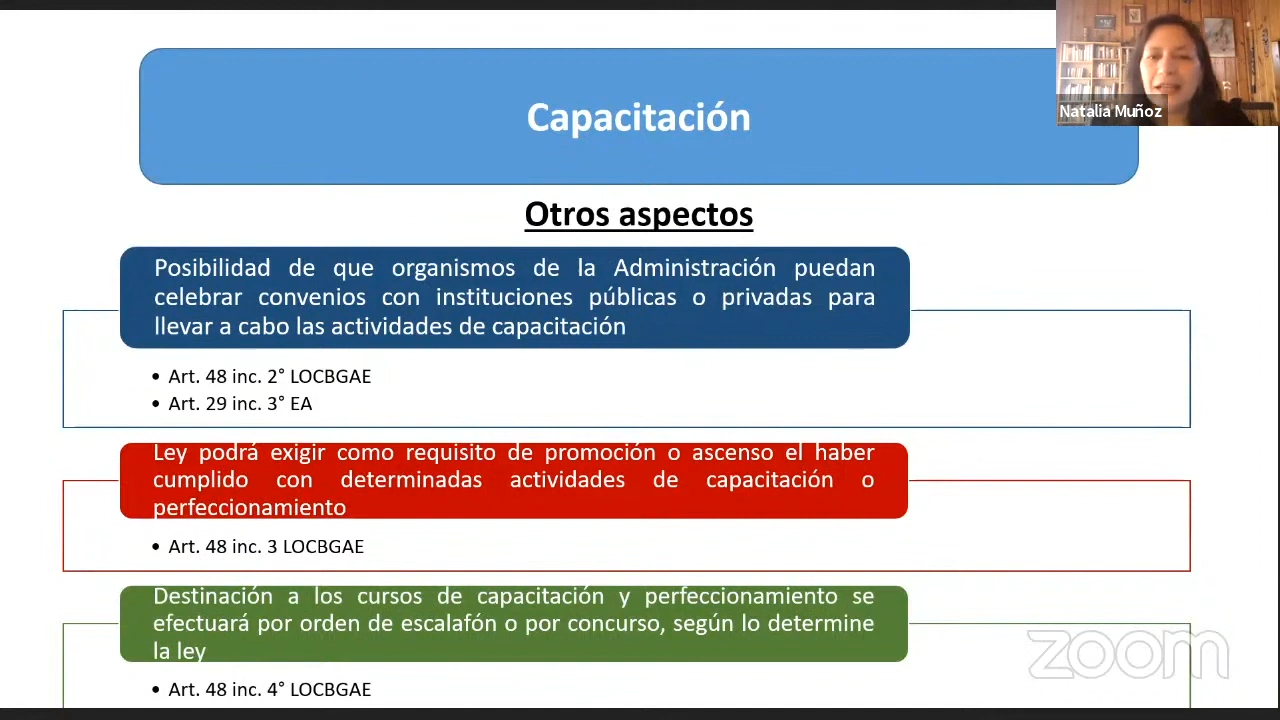 Capacitación
Natalia Muñoz
Otros aspectos
Posibilidad de que organismos de la Administración puedan
celebrar convenios con instituciones públicas o privadas para
llevar a cabo las actividades de capacitación
• Art. 48 inc. 2° LOCBGAE
• Art. 29 inc. 3° EA
Ley podrá exigir como requisito de promoción o ascenso el haber
cumplido con determinadas actividades de capacitación o
perfeccionamiento
• Art. 48 inc. 3 LOCBGAE
Destinación a los cursos de capacitación y perfeccionamiento se
efectuará por orden de escalafón o por concurso, según lo determine
la ley
• Art. 48 inc. 4° LOCBGAE
zoom